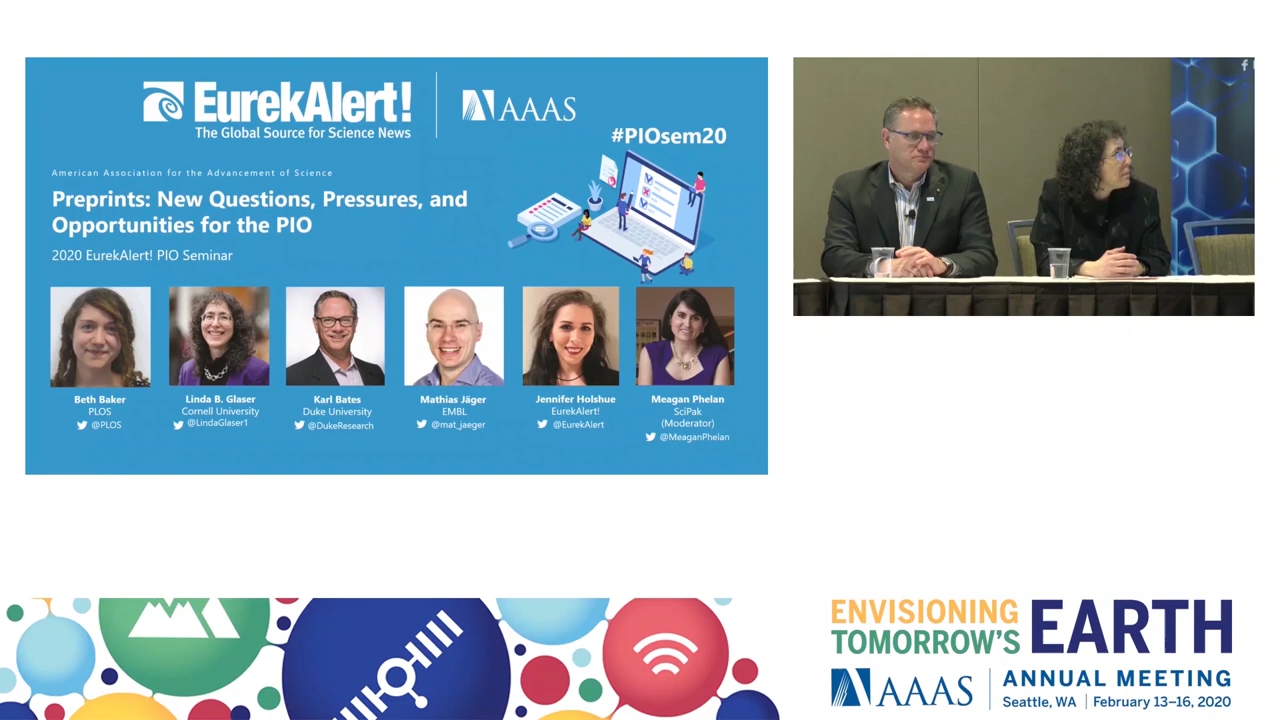 EurekAlert!
The Global Source for Science News
AAAS
#PIOsem20
American Association for the Advancement of Science
Preprints: New Questions, Pressures, and
Opportunities for the PIO
2020 EurekAlert! PIO Seminar
Beth Baker
PLOS
@PLOS
Linda B. Glaser
Cornell University
@LindaGlaser1
Karl Bates
Duke University
@DukeResearch
Mathias Jäger
EMBL
@mat_jaeger
Jennifer Holshue
EurekAlert!
@EurekAlert
Meagan Phelan
SciPak
(Moderator)
@MeaganPhelan
f
ENVISIONING
TOMORROW'S
EARTH
AAAS
ANNUAL MEETING
Seattle, WA | February 13–16, 2020